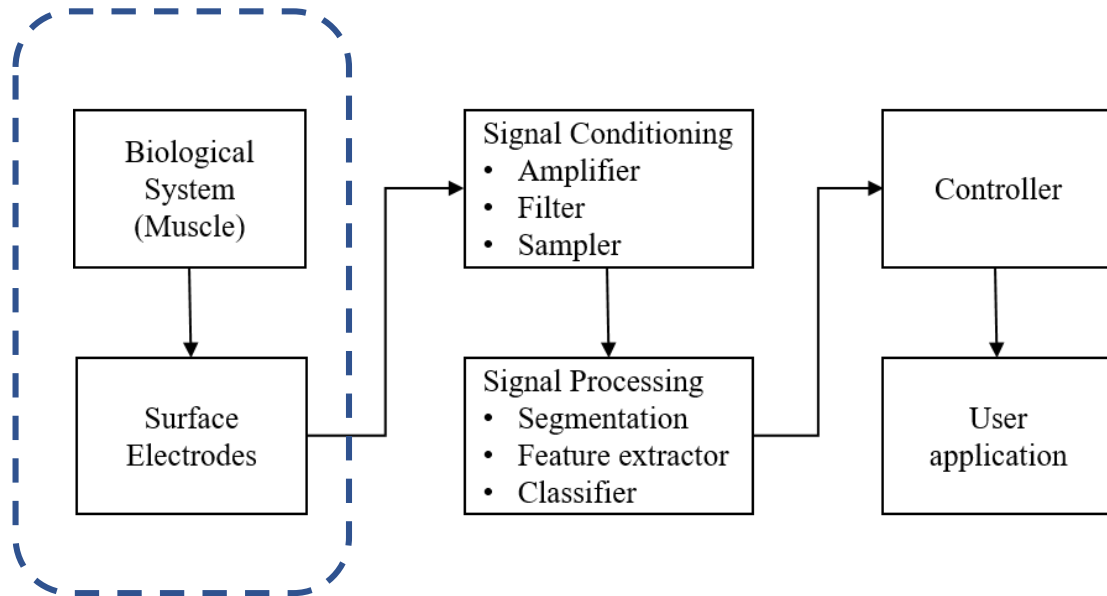 Biological
System
(Muscle)
Surface
Electrodes
Signal Conditioning
• Amplifier
• Filter
• Sampler
Signal Processing
• Segmentation
• Feature extractor
• Classifier
Controller
User
application